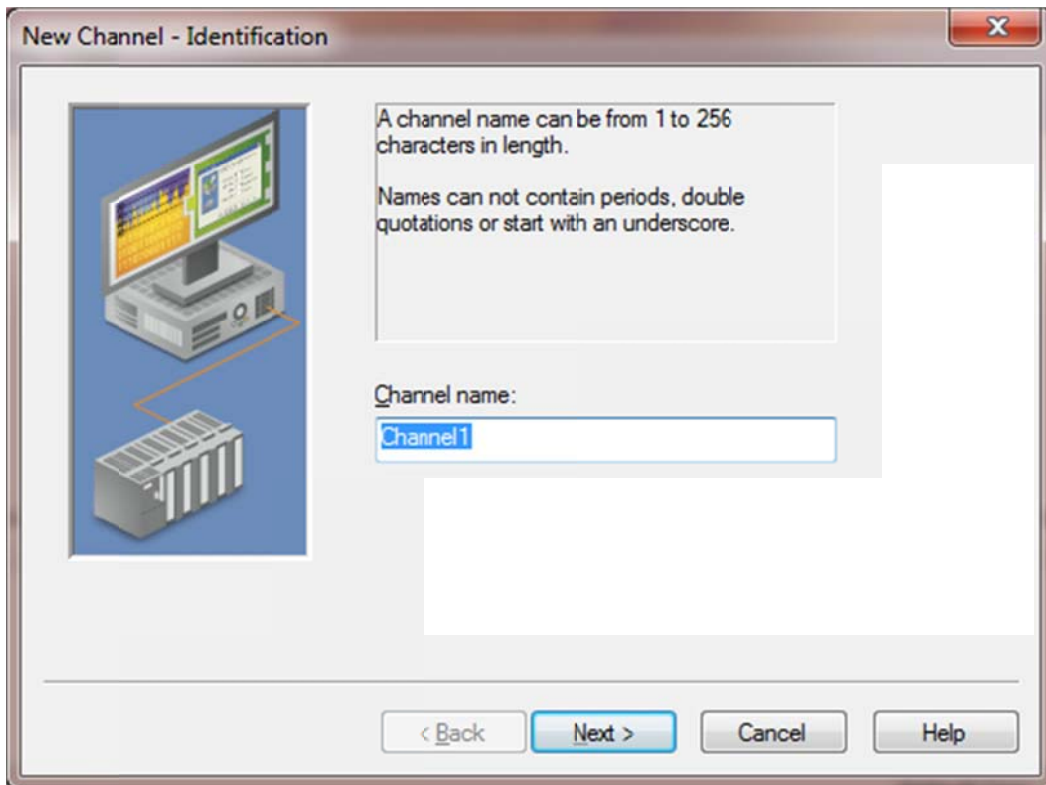 New Channel - Identification
A channel name can be from 1 to 256
characters in length.
Names can not contain periods, double
quotations or start with an underscore.
Channel name:
Channel1
< Back
Next >
Cancel
Help